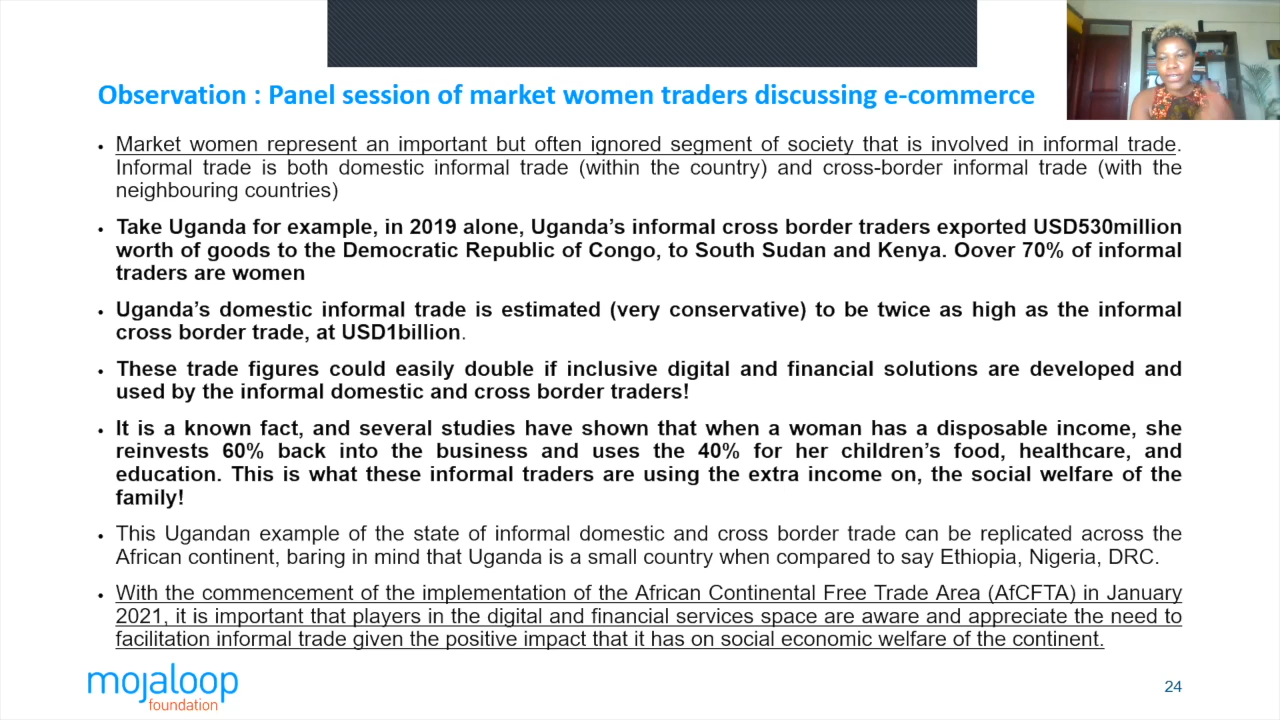 Observation : Panel session of market women traders discussing e-commerce
• Market women represent an important but often ignored segment of society that is involved in informal trade.
Informal trade is both domestic informal trade (within the country) and cross-border informal trade (with the
neighbouring countries)
• Take Uganda for example, in 2019 alone, Uganda's informal cross border traders exported USD530million
worth of goods to the Democratic Republic of Congo, to South Sudan and Kenya. Oover 70% of informal
traders are women
• Uganda's domestic informal trade is estimated (very conservative) to be twice as high as the informal
cross border trade, at USD1billion.
• These trade figures could easily double if inclusive digital and financial solutions are developed and
used by the informal domestic and cross border traders!
• It is a known fact, and several studies have shown that when a woman has a disposable income, she
reinvests 60% back into the business and uses the 40% for her children's food, healthcare, and
education. This is what these informal traders are using the extra income on, the social welfare of the
family!
• This Ugandan example of the state of informal domestic and cross border trade can be replicated across the
African continent, baring in mind that Uganda is a small country when compared to say Ethiopia, Nigeria, DRC.
• With the commencement of the implementation of the African Continental Free Trade Area (AfCFTA) in January
2021, it is important that players in the digital and financial services space are aware and appreciate the need to
facilitation informal trade given the positive impact that it has on social economic welfare of the continent.
mojaloop
foundation
24